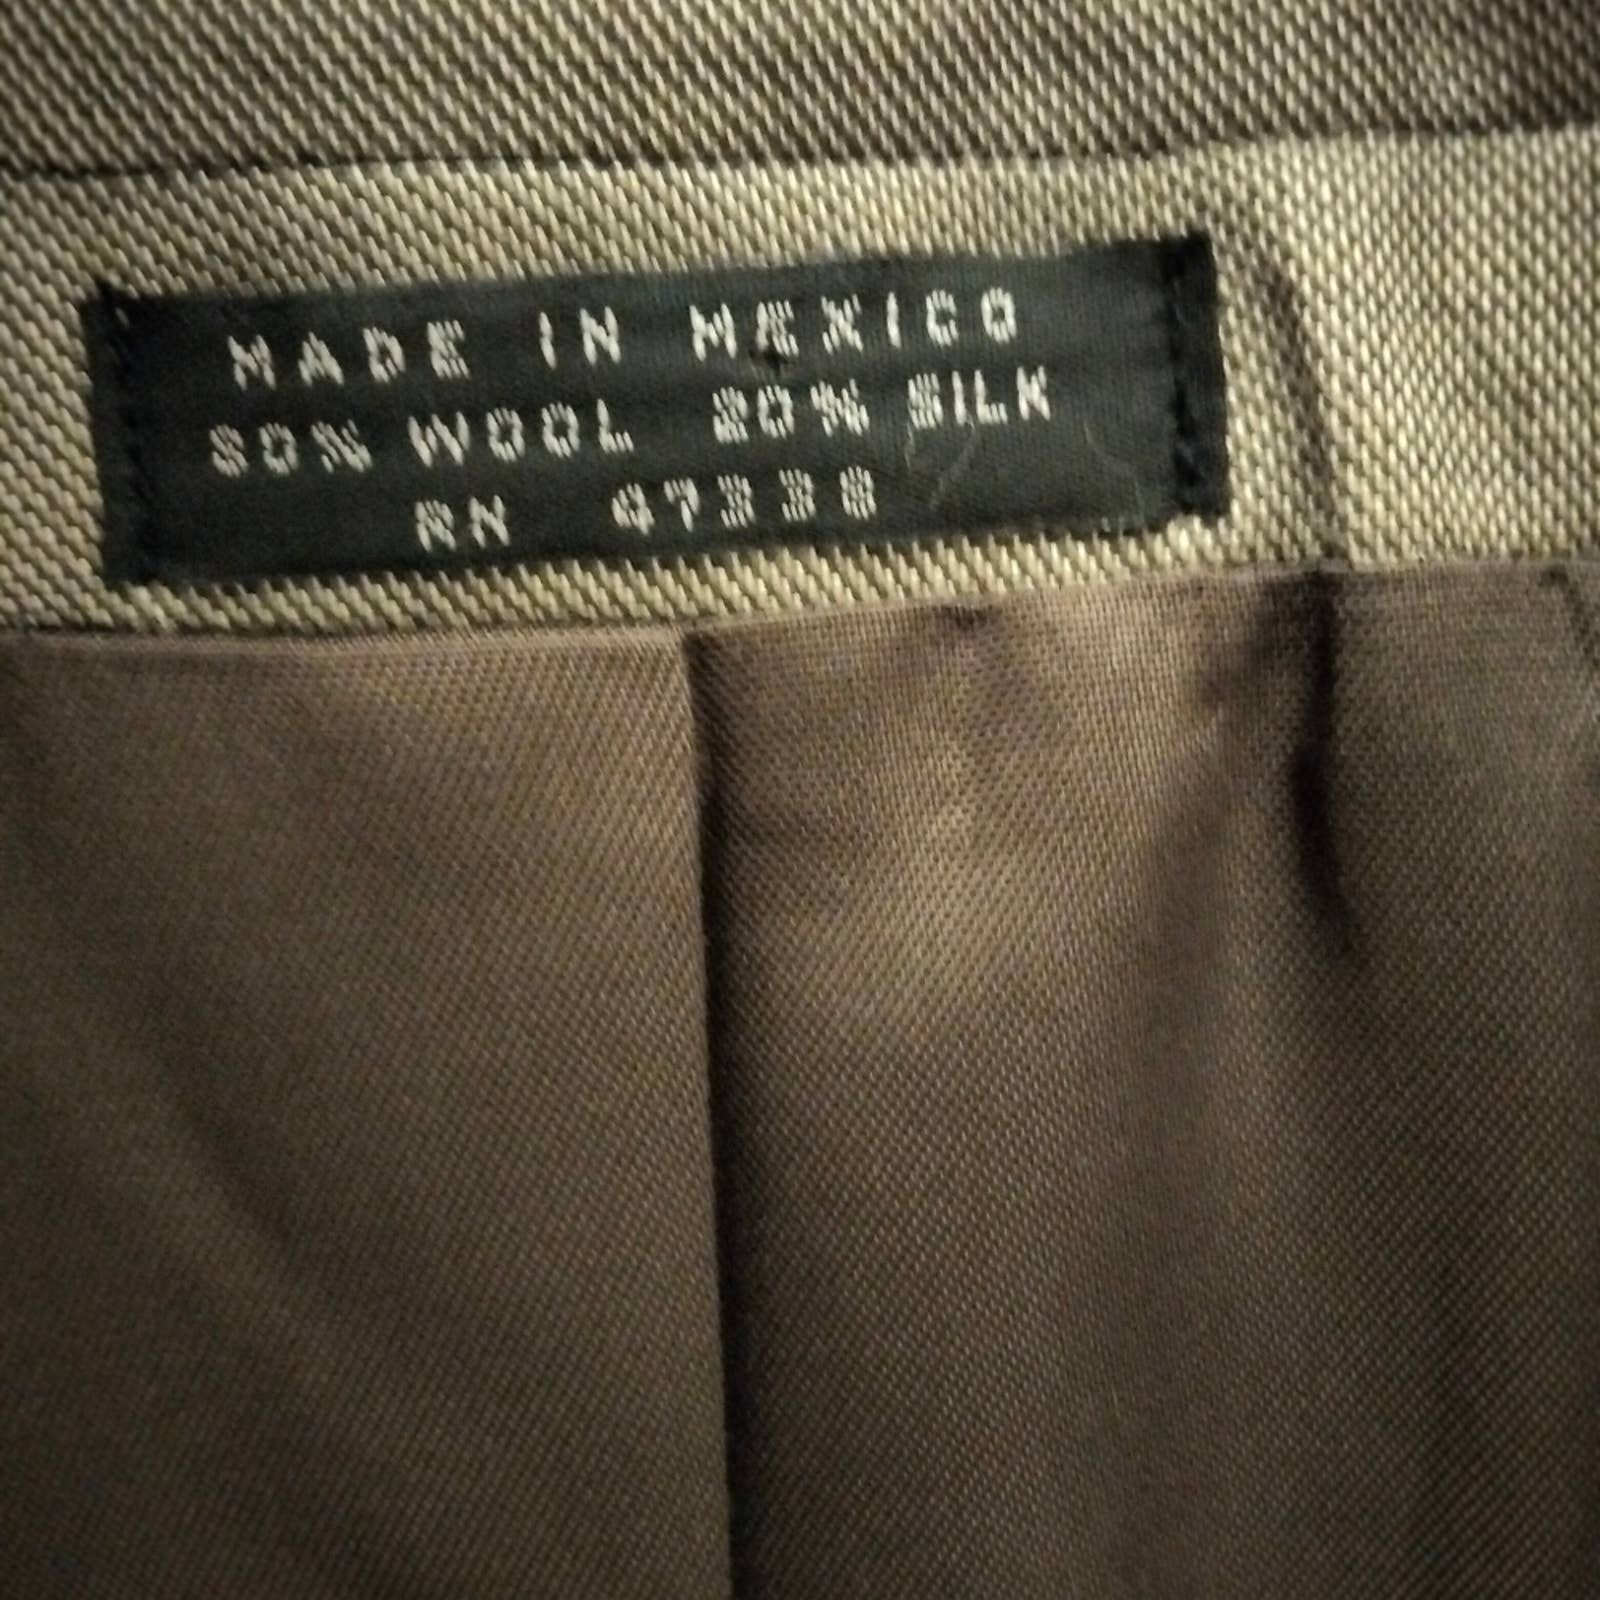 MADE IN MEXICO
80% WOOL 20% SILK
RN 47338